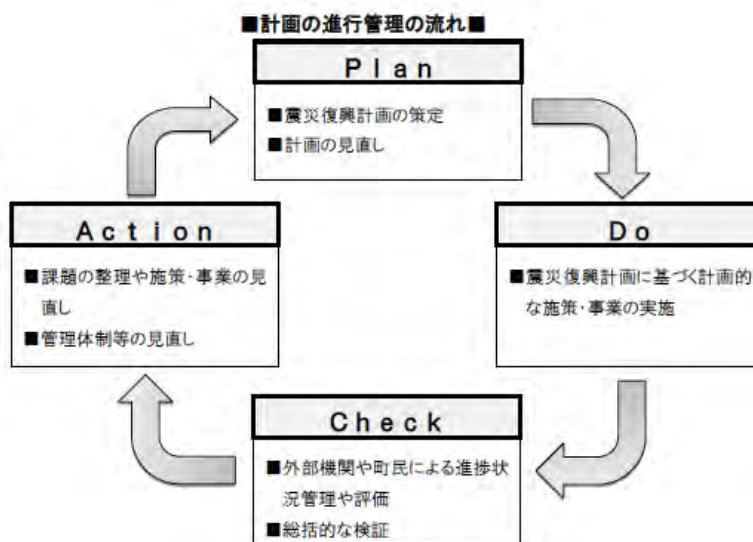 ■計画の進行管理の流れ■
Plan
■震災復興計画の策定
■計画の見直し
Action
■課題の整理や施策・事業の見
直し
■管理体制等の見直し
Do
■震災復興計画に基づく計画的
な施策・事業の実施
Check
■外部機関や町民による進捗状
況管理や評価
■総括的な検証